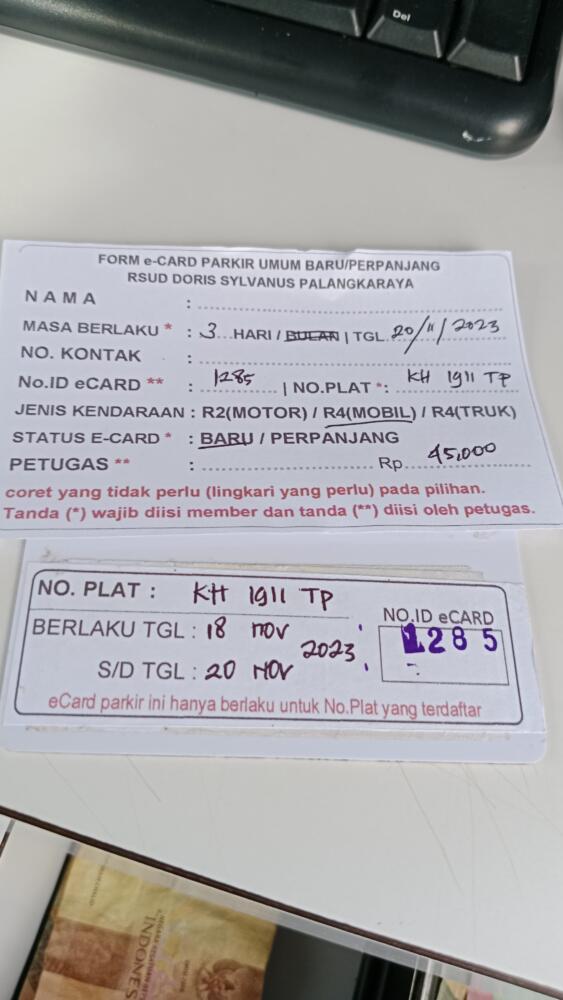 Del
FORM e-CARD PARKIR UMUM BARU/PERPANJANG
RSUD DORIS SYLVANUS PALANGKARAYA
NAMA :
MASA BERLAKU * : 3 HARI / BULAN | TGL. 20/11/2023
NO. KONTAK :
No.ID eCARD ** : 1285 | NO.PLAT *: KH 1911 TP
JENIS KENDARAAN : R2(MOTOR) / R4(MOBIL) / R4(TRUK)
STATUS E-CARD * : BARU / PERPANJANG
PETUGAS ** : Rp. 45,000
coret yang tidak perlu (lingkari yang perlu) pada pilihan.
Tanda (*) wajib diisi member dan tanda (**) diisi oleh petugas.
NO. PLAT : KH 1911 TP
BERLAKU TGL : 18 NOV 2023
S/D TGL : 20 NOV
NO.ID eCARD
1285
eCard parkir ini hanya berlaku untuk No.Plat yang terdaftar